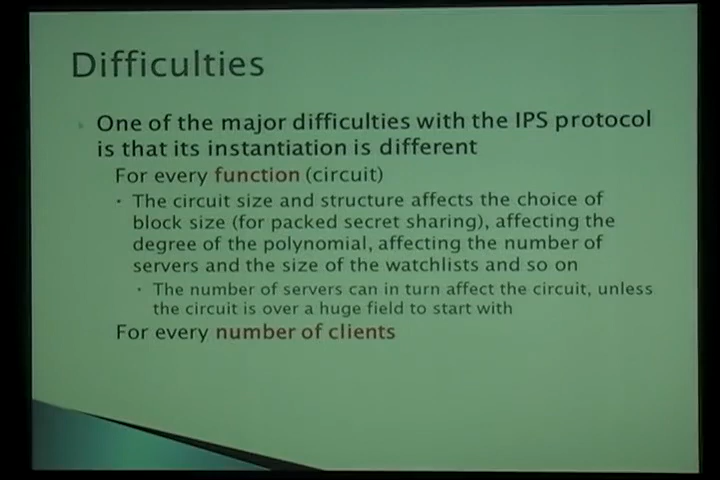 Difficulties
One of the major difficulties with the IPS protocol
is that its instantiation is different
For every function (circuit)
The circuit size and structure affects the choice of
block size (for packed secret sharing), affecting the
degree of the polynomial, affecting the number of
servers and the size of the watchlists and so on
The number of servers can in turn affect the circuit, unless
the circuit is over a huge field to start with
For every number of clients